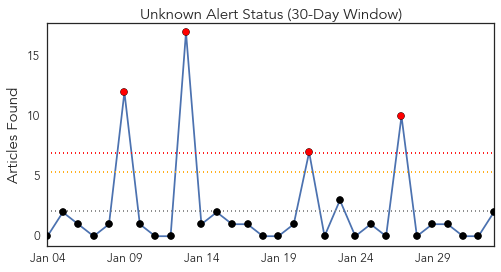 Unknown Alert Status (30-Day Window)
Articles Found
15
10
5
0
Jan 04 Jan 09 Jan 14 Jan 19 Jan 24 Jan 29